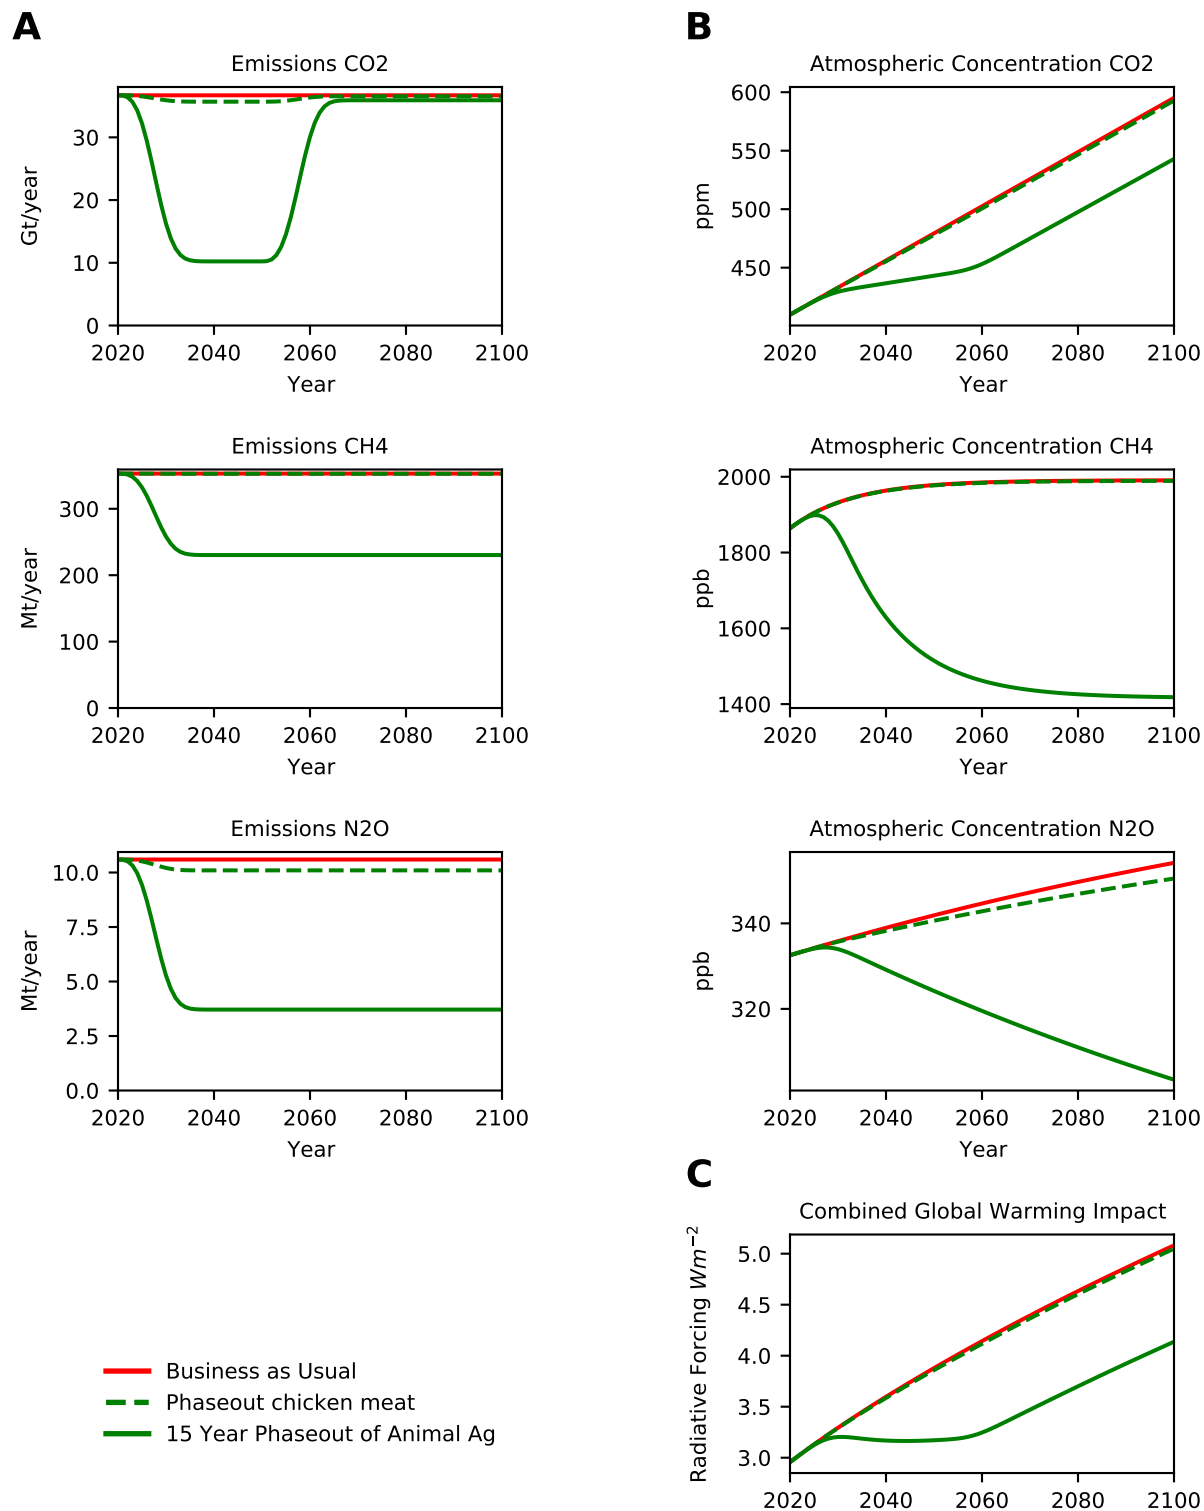 A
B
Emissions CO2
Gt/year
30
20
10
0
2020 2040 2060 2080 2100
Year
Atmospheric Concentration CO2
ppm
600
550
500
450
2020 2040 2060 2080 2100
Year
Emissions CH4
Mt/year
300
200
100
0
2020 2040 2060 2080 2100
Year
Atmospheric Concentration CH4
ppb
2000
1800
1600
1400
2020 2040 2060 2080 2100
Year
Emissions N2O
Mt/year
10.0
7.5
5.0
2.5
0.0
2020 2040 2060 2080 2100
Year
Atmospheric Concentration N2O
ppb
340
320
2020 2040 2060 2080 2100
Year
C
Combined Global Warming Impact
Radiative Forcing Wm⁻²
5.0
4.5
4.0
3.5
3.0
2020 2040 2060 2080 2100
Business as Usual
Phaseout chicken meat
15 Year Phaseout of Animal Ag